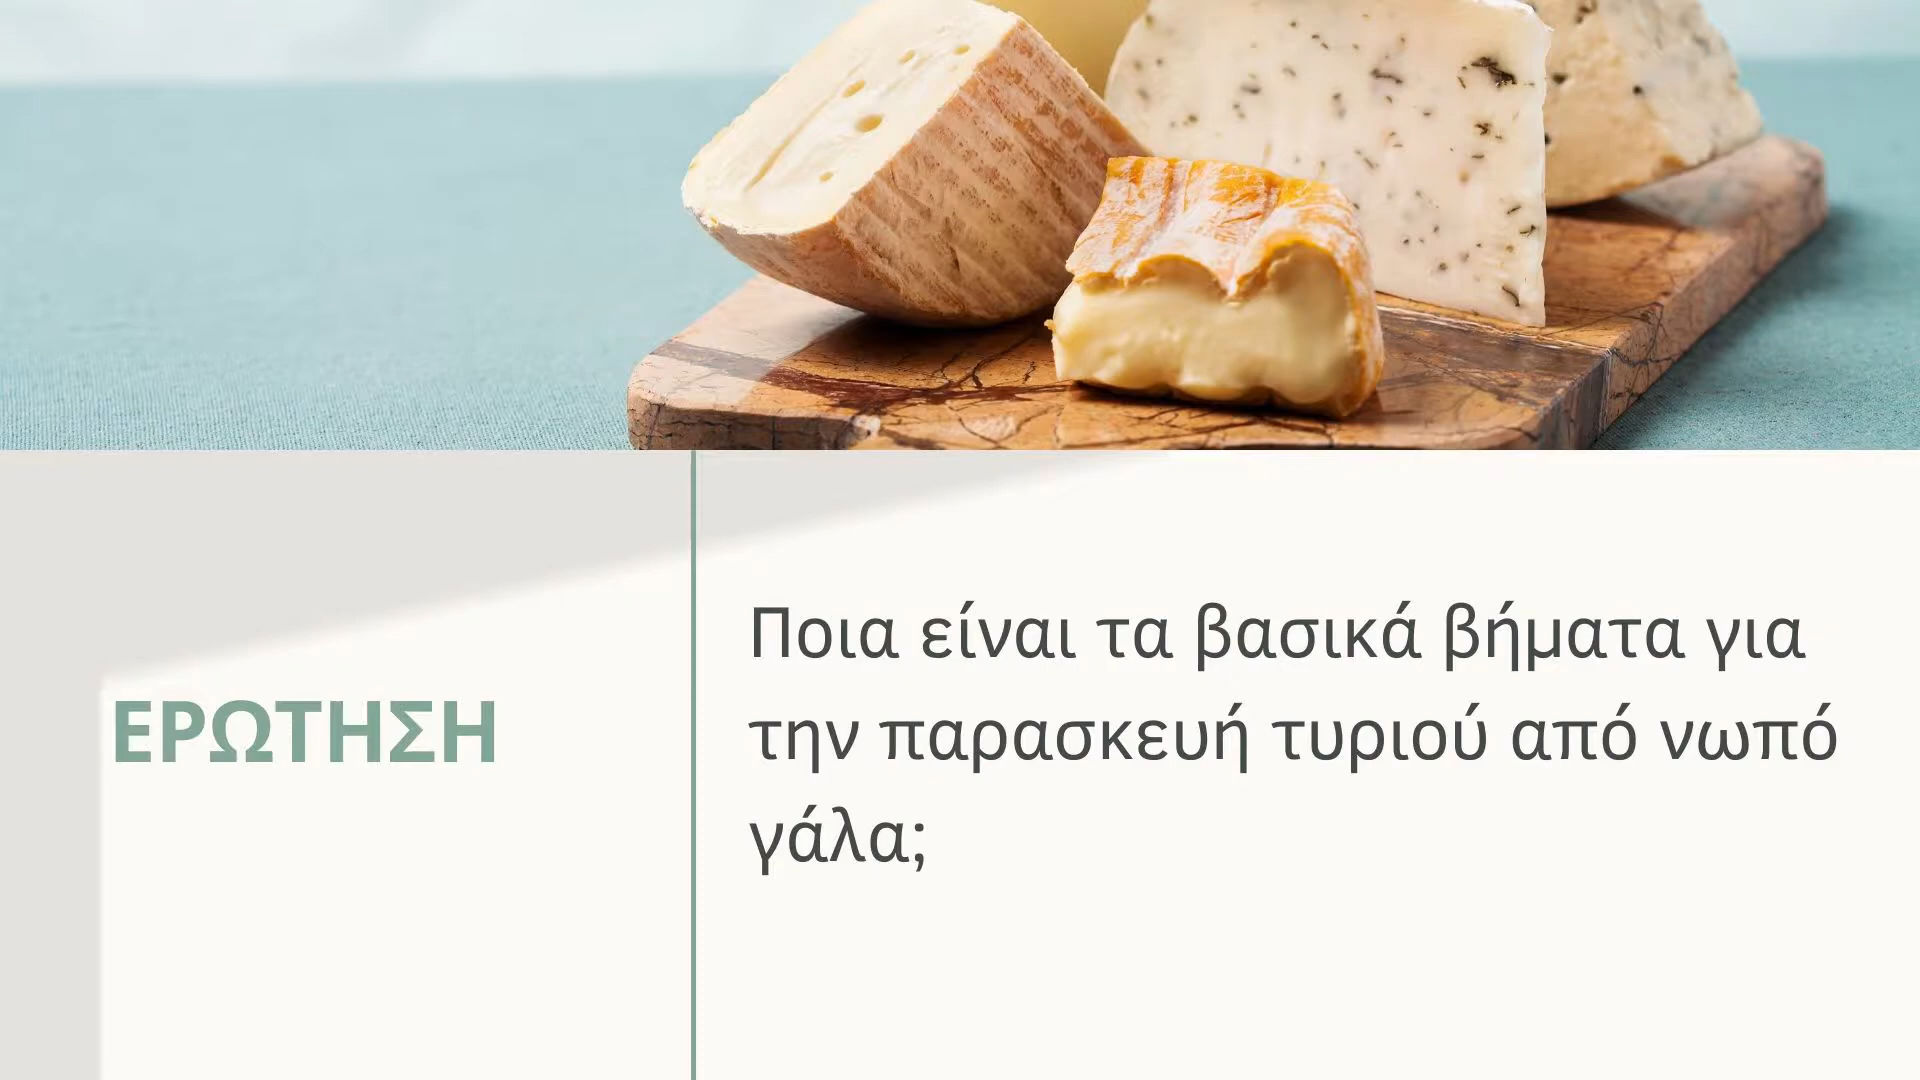 ΕΡΩΤΗΣΗ
Ποια είναι τα βασικά βήματα για
την παρασκευή τυριού από νωπό
γάλα;